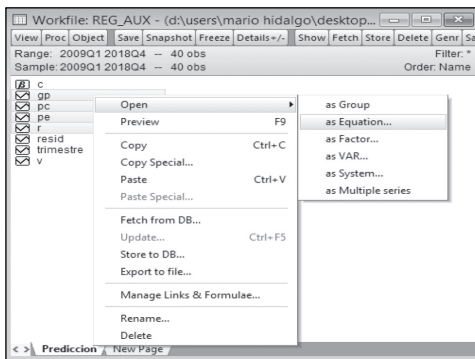 Workfile: REG_AUX - (d:\users\mario hidalgo\desktop...
View Proc Object Save Snapshot Freeze Details+/- Show Fetch Store Delete Genr Sa
Range: 2009Q1 2018Q4 -- 40 obs Filter: *
Sample: 2009Q1 2018Q4 -- 40 obs Order: Name
β c
gp
pc
pe
r
resid
trimestre
v
Open
Preview F9
Copy Ctrl+C
Copy Special...
Paste Ctrl+V
Paste Special...
Fetch from DB...
Update... Ctrl+F5
Store to DB...
Export to file...
Manage Links & Formulae...
Rename...
Delete
as Group
as Equation...
as Factor...
as VAR...
as System...
as Multiple series
< > Prediccion New Page